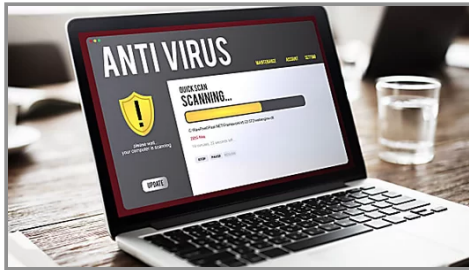 ANTI VIRUS
MAINTENANCE ACCOUNT SETTING
QUICK SCAN
SCANNING...
please wait
your computer is scanning
STOP PAUSE
UPDATE